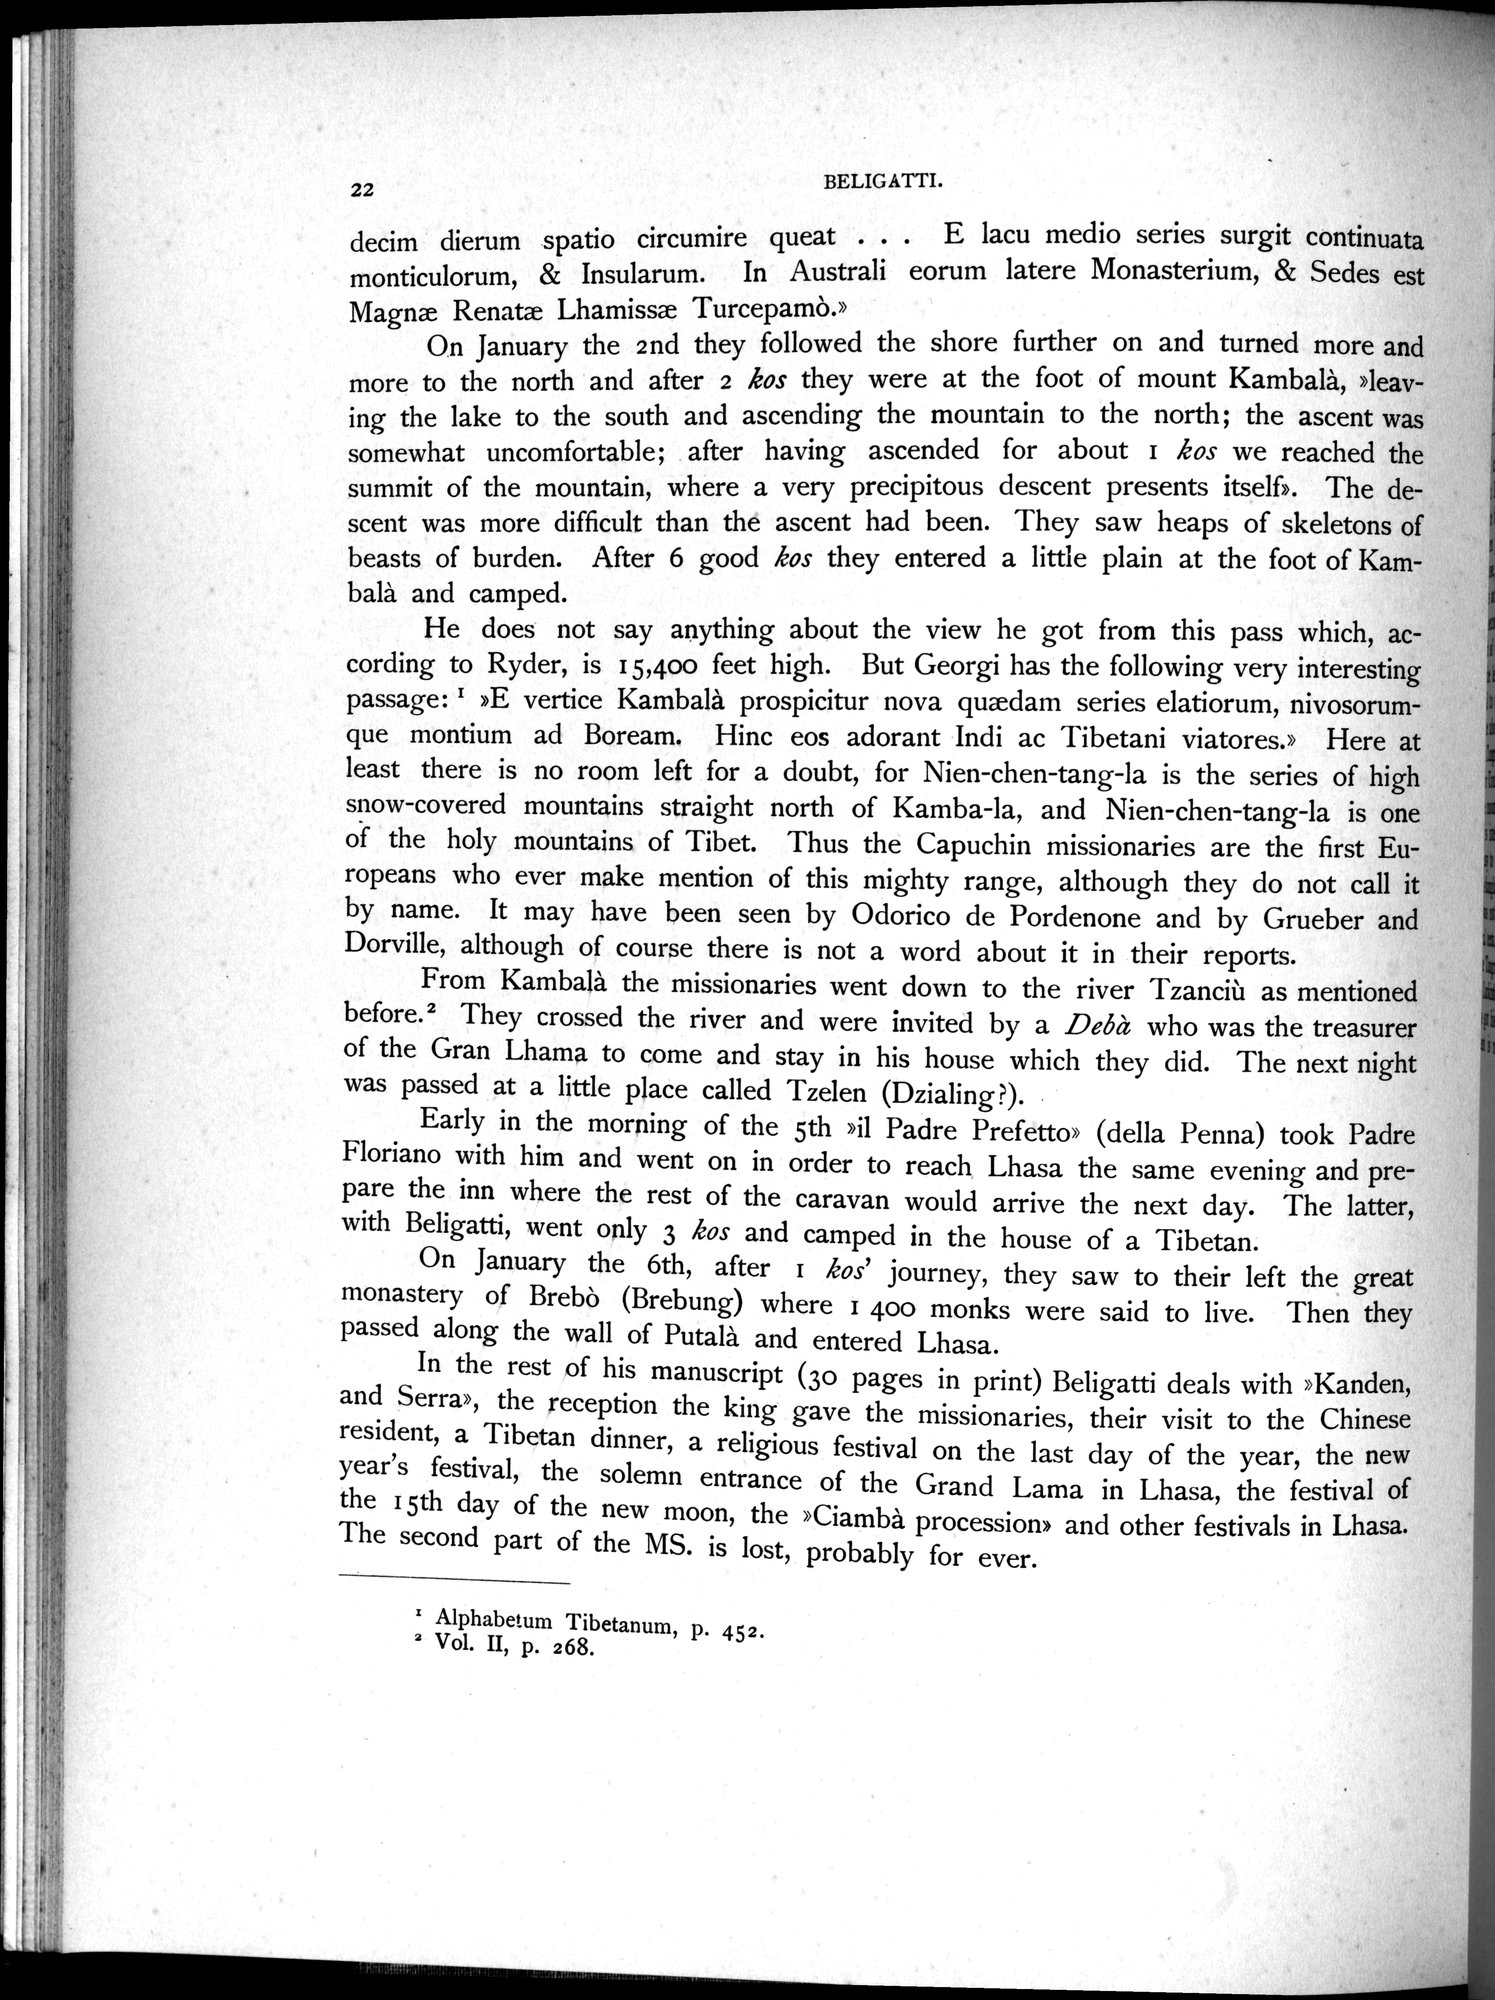 22
BELIGATTI.
decim dierum spatio circumire queat . . . E lacu medio series surgit continuata
monticulorum, & Insularum. In Australi eorum latere Monasterium, & Sedes est
Magnæ Renatæ Lhamissæ Turcepamò.»
On January the 2nd they followed the shore further on and turned more and
more to the north and after 2 kos they were at the foot of mount Kambalà, »leav-
ing the lake to the south and ascending the mountain to the north; the ascent was
somewhat uncomfortable; after having ascended for about 1 kos we reached the
summit of the mountain, where a very precipitous descent presents itself». The de-
scent was more difficult than the ascent had been. They saw heaps of skeletons of
beasts of burden. After 6 good kos they entered a little plain at the foot of Kam-
balà and camped.
He does not say anything about the view he got from this pass which, ac-
cording to Ryder, is 15,400 feet high. But Georgi has the following very interesting
passage: ¹ »E vertice Kambalà prospicitur nova quædam series elatiorum, nivosorum-
que montium ad Boream. Hinc eos adorant Indi ac Tibetani viatores.» Here at
least there is no room left for a doubt, for Nien-chen-tang-la is the series of high
snow-covered mountains straight north of Kamba-la, and Nien-chen-tang-la is one
of the holy mountains of Tibet. Thus the Capuchin missionaries are the first Eu-
ropeans who ever make mention of this mighty range, although they do not call it
by name. It may have been seen by Odorico de Pordenone and by Grueber and
Dorville, although of course there is not a word about it in their reports.
From Kambalà the missionaries went down to the river Tzanciù as mentioned
before.² They crossed the river and were invited by a Debà who was the treasurer
of the Gran Lhama to come and stay in his house which they did. The next night
was passed at a little place called Tzelen (Dzialing?).
Early in the morning of the 5th »il Padre Prefetto» (della Penna) took Padre
Floriano with him and went on in order to reach Lhasa the same evening and pre-
pare the inn where the rest of the caravan would arrive the next day. The latter,
with Beligatti, went only 3 kos and camped in the house of a Tibetan.
On January the 6th, after 1 kos' journey, they saw to their left the great
monastery of Brebò (Brebung) where 1 400 monks were said to live. Then they
passed along the wall of Putalà and entered Lhasa.
In the rest of his manuscript (30 pages in print) Beligatti deals with »Kanden,
and Serra», the reception the king gave the missionaries, their visit to the Chinese
resident, a Tibetan dinner, a religious festival on the last day of the year, the new
year's festival, the solemn entrance of the Grand Lama in Lhasa, the festival of
the 15th day of the new moon, the »Ciambà procession» and other festivals in Lhasa.
The second part of the MS. is lost, probably for ever.
¹ Alphabetum Tibetanum, p. 452.
² Vol. II, p. 268.